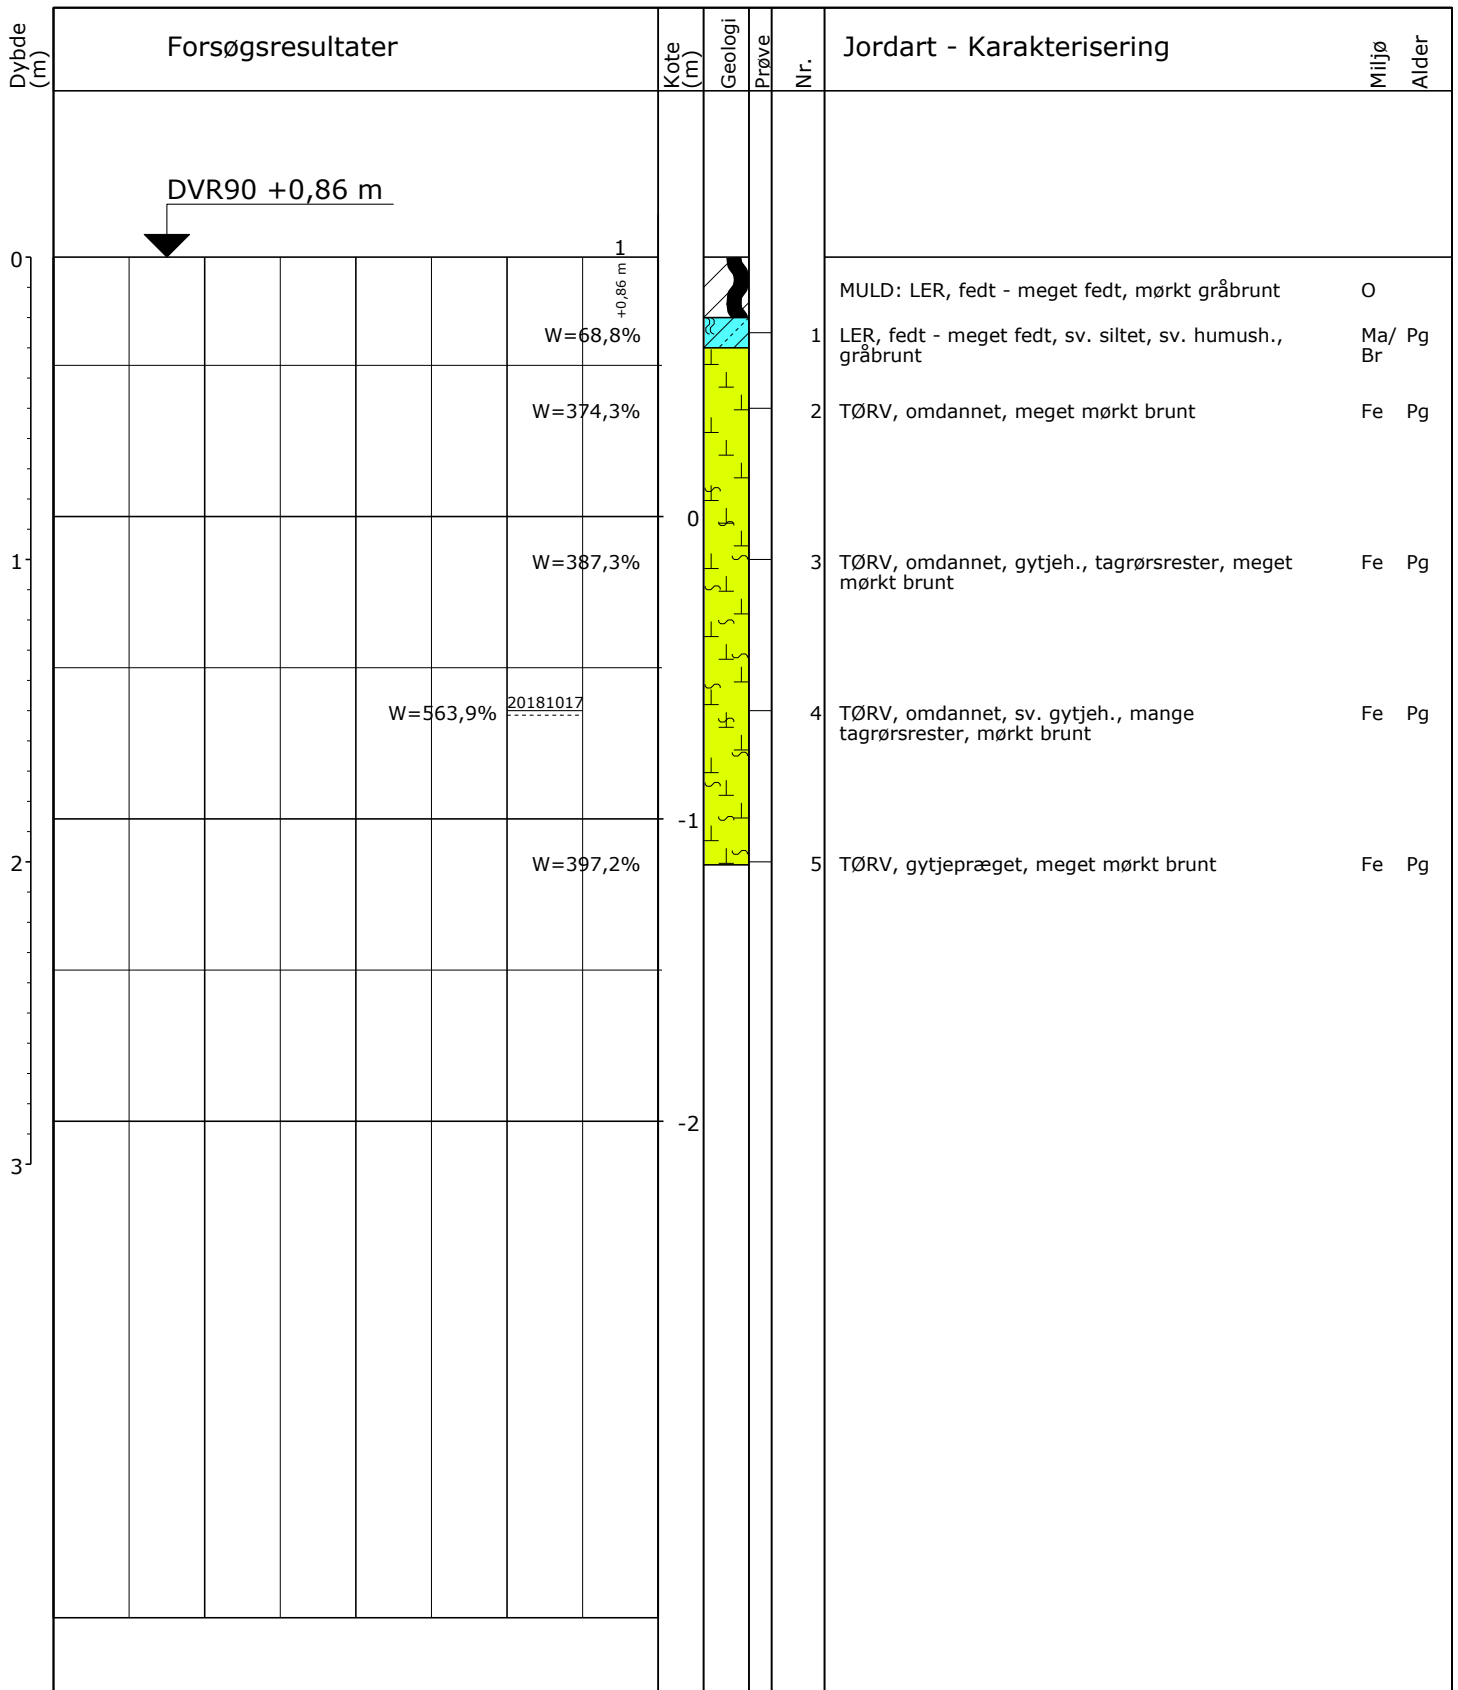 Dybde (m)
Forsøgsresultater
Kote (m)
Geologi
Prøve
Nr.
Jordart - Karakterisering
Miljø
Alder
DVR90 +0,86 m
1
+0,86 m
0
MULD: LER, fedt - meget fedt, mørkt gråbrunt O
W=68,8% 1 LER, fedt - meget fedt, sv. siltet, sv. humush., Ma/ Pg
gråbrunt Br
W=374,3% 2 TØRV, omdannet, meget mørkt brunt Fe Pg
0
1 W=387,3% 3 TØRV, omdannet, gytjeh., tagrørsrester, meget Fe Pg
mørkt brunt
W=563,9% 20181017 4 TØRV, omdannet, sv. gytjeh., mange Fe Pg
tagrørsrester, mørkt brunt
-1
2 W=397,2% 5 TØRV, gytjepræget, meget mørkt brunt Fe Pg
-2
3